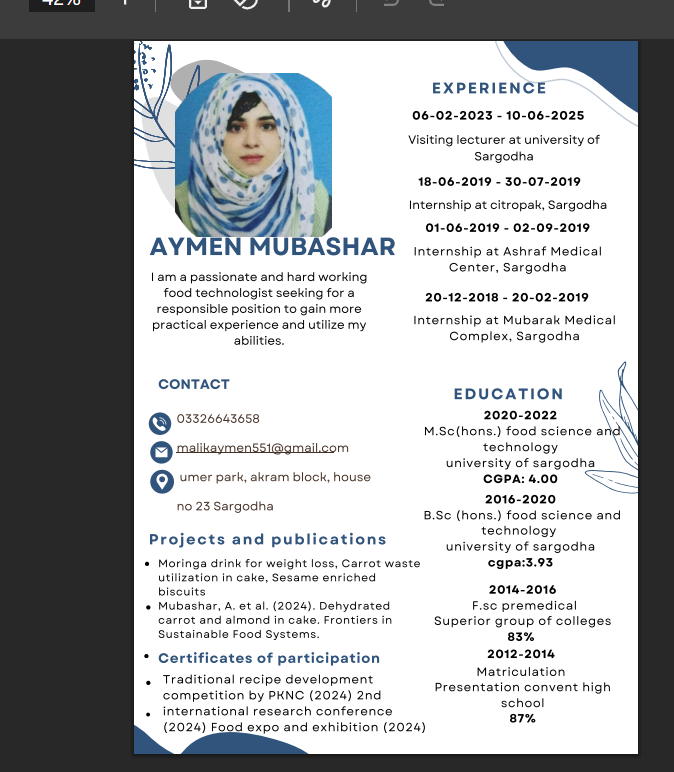 42%
AYMEN MUBASHAR
I am a passionate and hard working
food technologist seeking for a
responsible position to gain more
practical experience and utilize my
abilities.
CONTACT
03326643658
malikaymen551@gmail.com
umer park, akram block, house
no 23 Sargodha
Projects and publications
Moringa drink for weight loss, Carrot waste
utilization in cake, Sesame enriched
biscuits
Mubashar, A. et al. (2024). Dehydrated
carrot and almond in cake. Frontiers in
Sustainable Food Systems.
Certificates of participation
Traditional recipe development
competition by PKNC (2024) 2nd
international research conference
(2024) Food expo and exhibition (2024)
EXPERIENCE
06-02-2023 - 10-06-2025
Visiting lecturer at university of
Sargodha
18-06-2019 - 30-07-2019
Internship at citropak, Sargodha
01-06-2019 - 02-09-2019
Internship at Ashraf Medical
Center, Sargodha
20-12-2018 - 20-02-2019
Internship at Mubarak Medical
Complex, Sargodha
EDUCATION
2020-2022
M.Sc(hons.) food science and
technology
university of sargodha
CGPA: 4.00
2016-2020
B.Sc (hons.) food science and
technology
university of sargodha
cgpa:3.93
2014-2016
F.sc premedical
Superior group of colleges
83%
2012-2014
Matriculation
Presentation convent high
school
87%